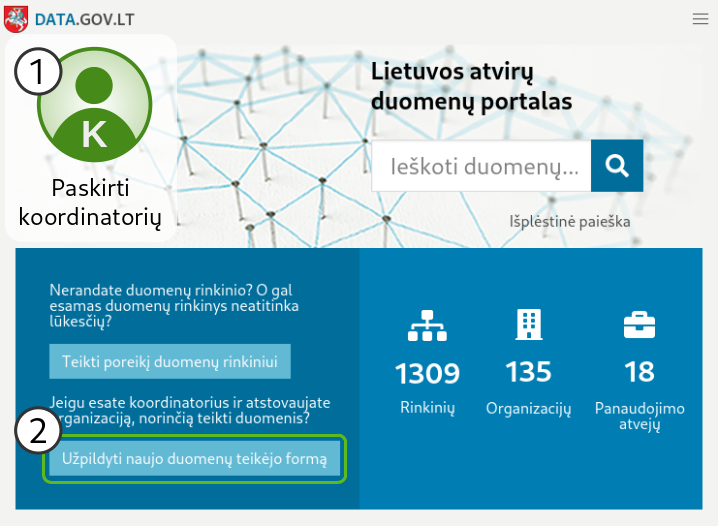 DATA.GOV.LT
1
K
Paskirti
koordinatorių
Lietuvos atvirų
duomenų portalas
Ieškoti duomenų...
Išplėstinė paieška
Nerandate duomenų rinkinio? O gal
esamas duomenų rinkinys neatitinka
lūkesčių?
Teikti poreikį duomenų rinkiniui
Jeigu esate koordinatorius ir atstovaujate
organizaciją, norinčią teikti duomenis?
2
Užpildyti naujo duomenų teikėjo formą
1309
Rinkinių
135
Organizacijų
18
Panaudojimo
atvejų